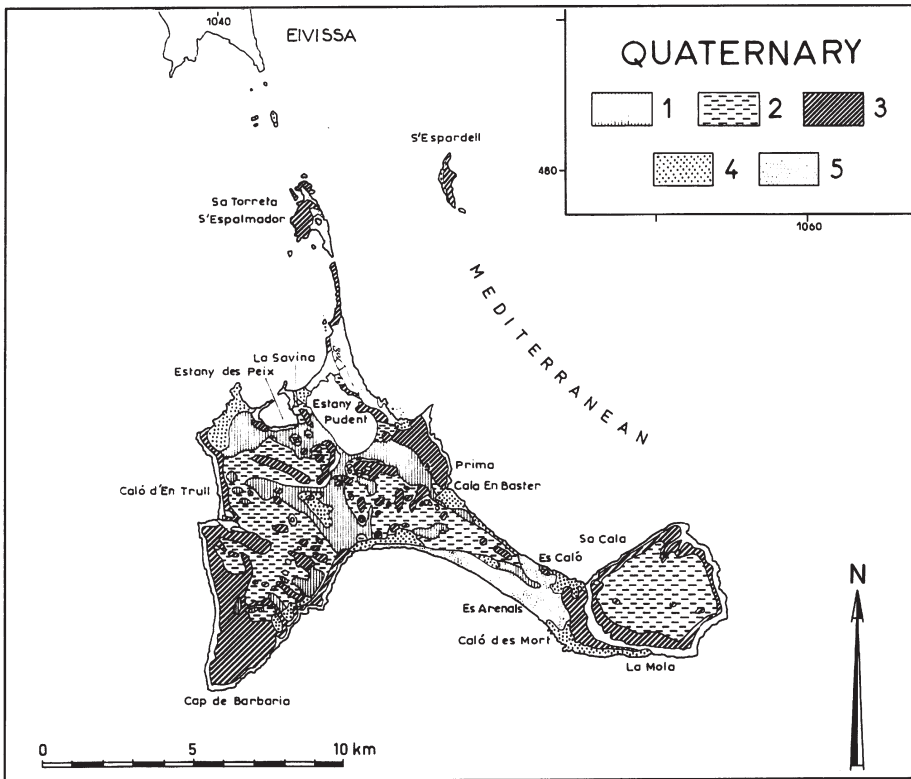 1040
EIVISSA
QUATERNARY
1 2 3
4 5
480
1060
S'Espardell
Sa Torreta
S'Espalmador
MEDITERRANEAN
La Savina
Estany des Peix
Estany
Pudent
Prima
Cala En Baster
Caló d'En Trull
Sa Cala
Es Caló
Es Arenals
Caló des Mort
La Mola
Cap de Barbaria
N
0 5 10 km